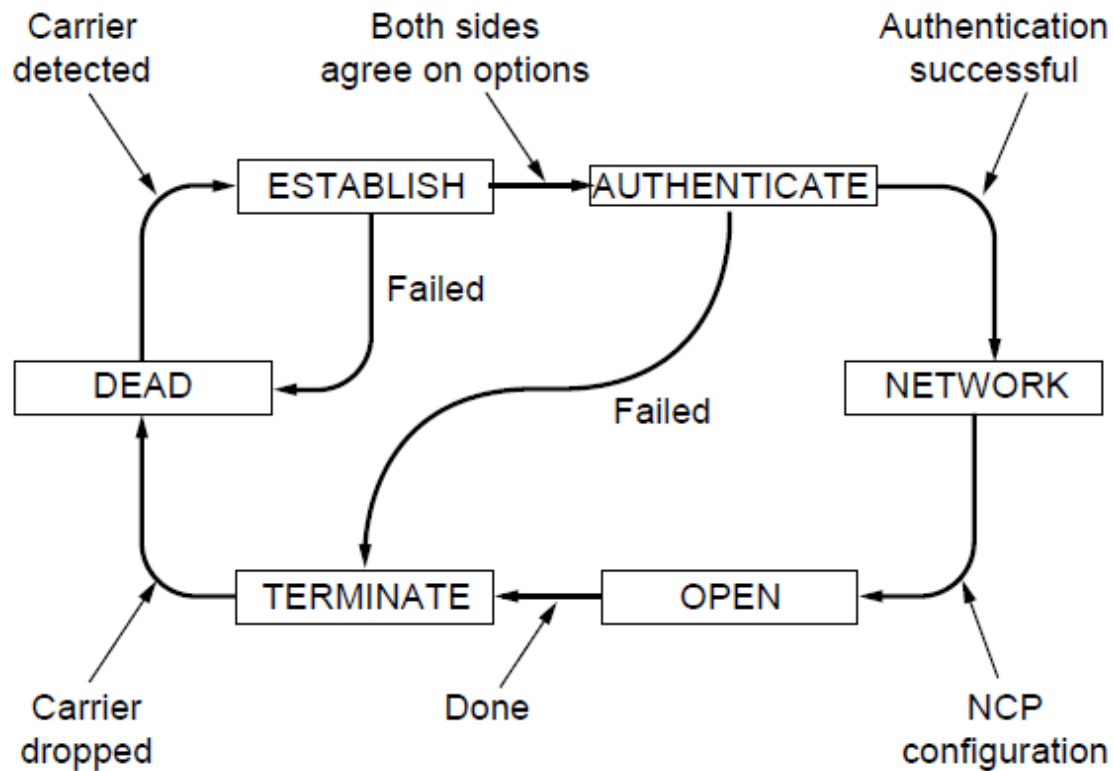 Carrier
detected
Both sides
agree on options
Authentication
successful
ESTABLISH
AUTHENTICATE
Failed
DEAD
NETWORK
Failed
TERMINATE
OPEN
Carrier
dropped
Done
NCP
configuration